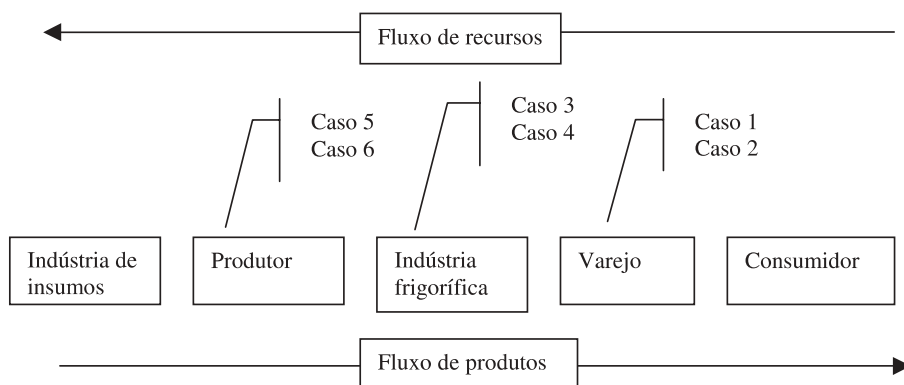 Fluxo de recursos
Caso 5
Caso 6
Caso 3
Caso 4
Caso 1
Caso 2
Indústria de
insumos
Produtor
Indústria
frigorífica
Varejo
Consumidor
Fluxo de produtos